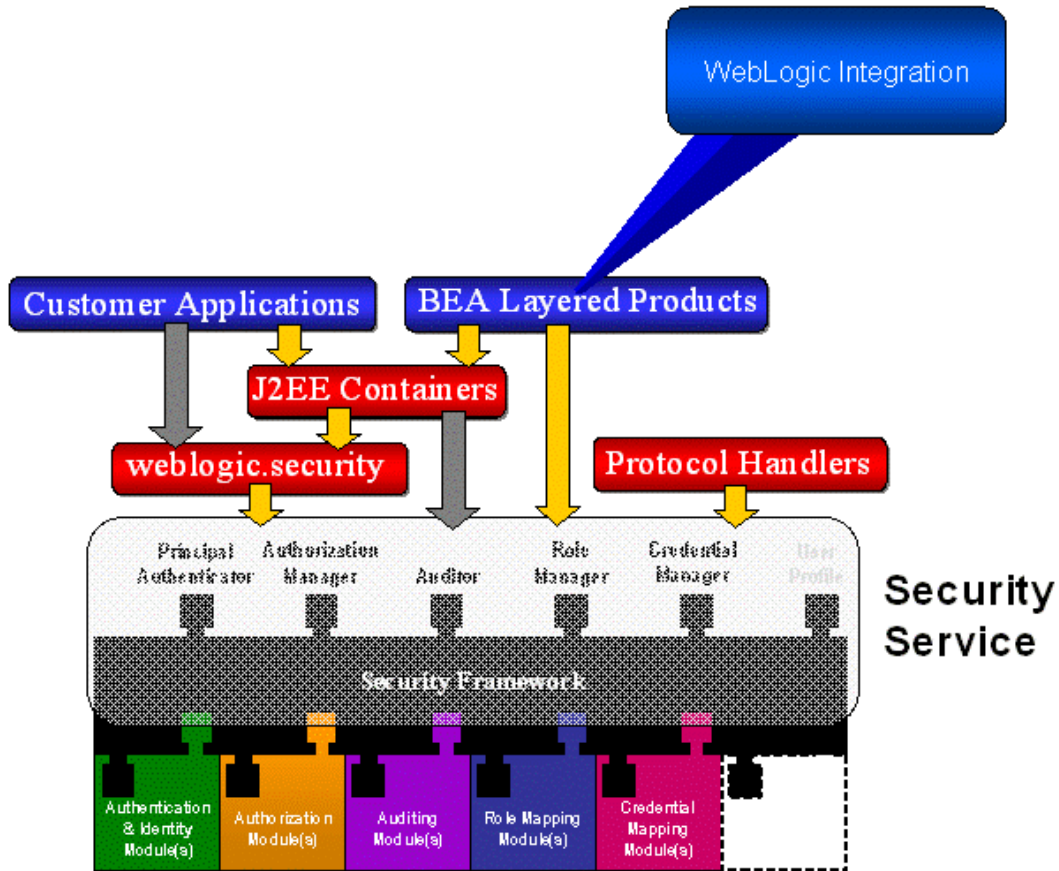 WebLogic Integration
Customer Applications
BEA Layered Products
J2EE Containers
weblogic.security
Protocol Handlers
Principal
Authenticator
Authorization
Manager
Auditor
Role
Manager
Credential
Manager
User
Profile
Security
Service
Security Framework
Authentication
& Identity
Module(s)
Authorization
Module(s)
Auditing
Module(s)
Role Mapping
Module(s)
Credential
Mapping
Module(s)